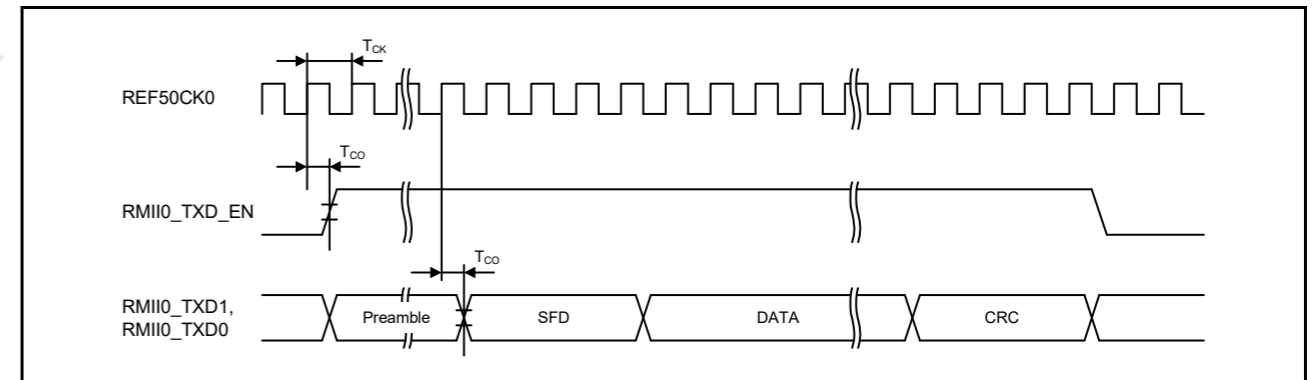 TCK
REF50CK0
TCO
RMII0_TXD_EN
TCO
RMII0_TXD1,
RMII0_TXD0
Preamble SFD DATA CRC